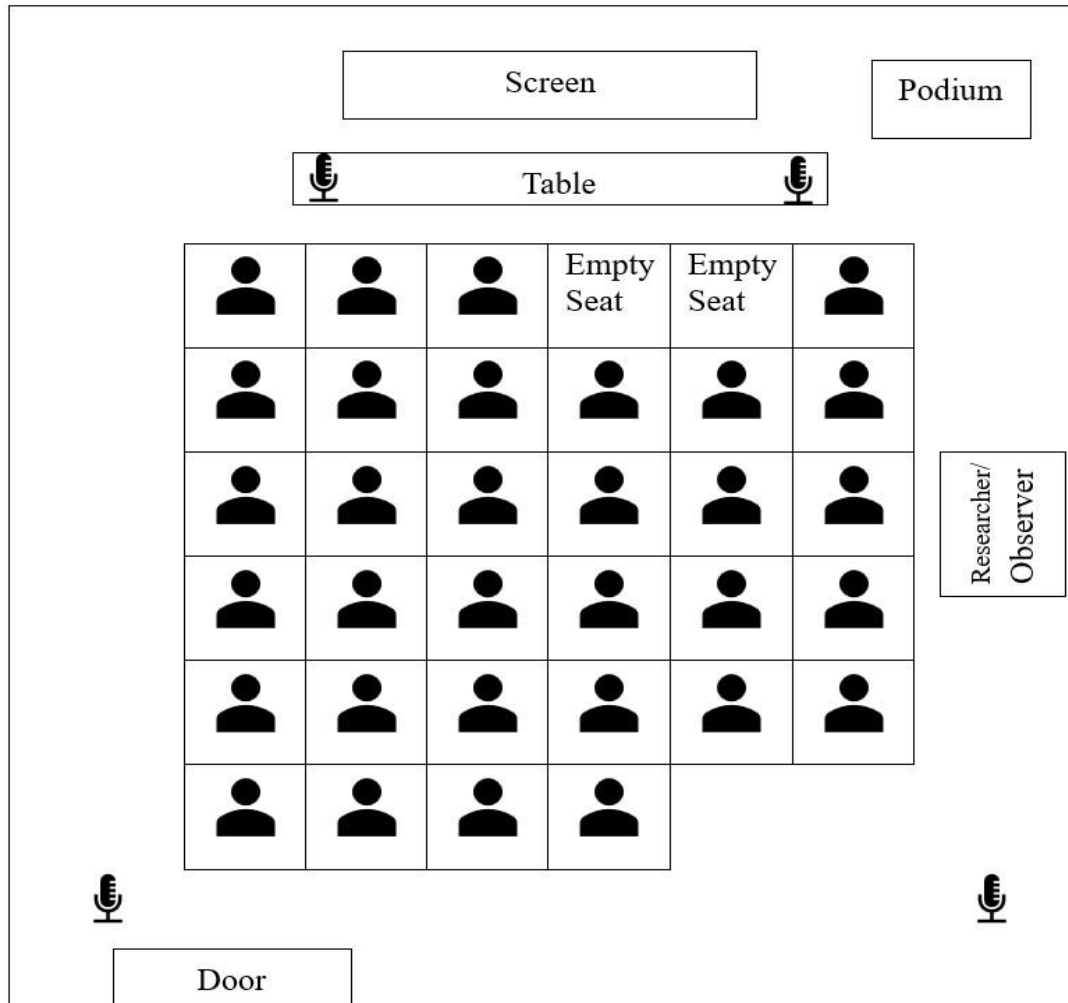 Screen
Podium
Table
Empty
Seat
Empty
Seat
Researcher/
Observer
Door